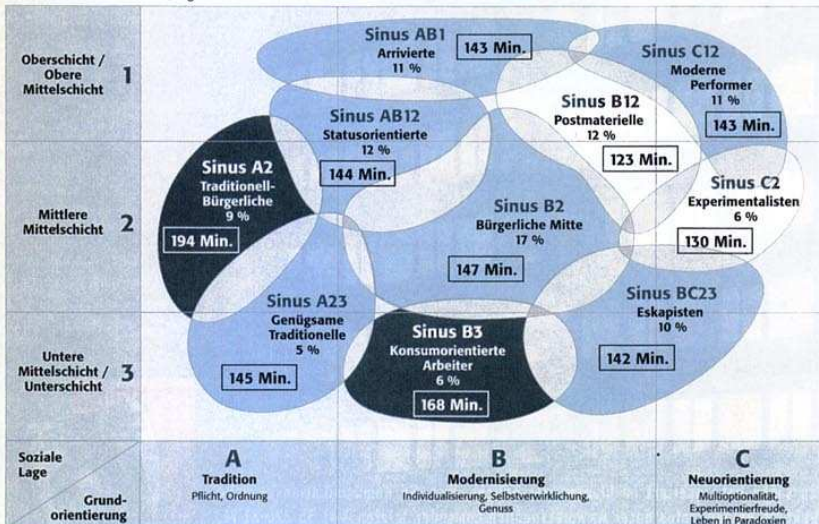 Oberschicht /
Obere
Mittelschicht
1
Mittlere
Mittelschicht
2
Untere
Mittelschicht /
Unterschicht
3
Sinus AB1
Arrivierte
11 %
143 Min.
Sinus C12
Moderne
Performer
11 %
143 Min.
Sinus AB12
Statusorientierte
12 %
144 Min.
Sinus B12
Postmaterielle
12 %
123 Min.
Sinus A2
Traditionell-
Bürgerliche
9 %
194 Min.
Sinus B2
Bürgerliche Mitte
17 %
147 Min.
Sinus C2
Experimentalisten
6 %
130 Min.
Sinus A23
Genügsame
Traditionelle
5 %
145 Min.
Sinus B3
Konsumorientierte
Arbeiter
6 %
168 Min.
Sinus BC23
Eskapisten
10 %
142 Min.
Soziale
Lage
Grund-
orientierung
A
Tradition
Pflicht, Ordnung
B
Modernisierung
Individualisierung, Selbstverwirklichung,
Genuss
C
Neuorientierung
Multioptionalität,
Experimentierfreude,
Leben in Paradoxien